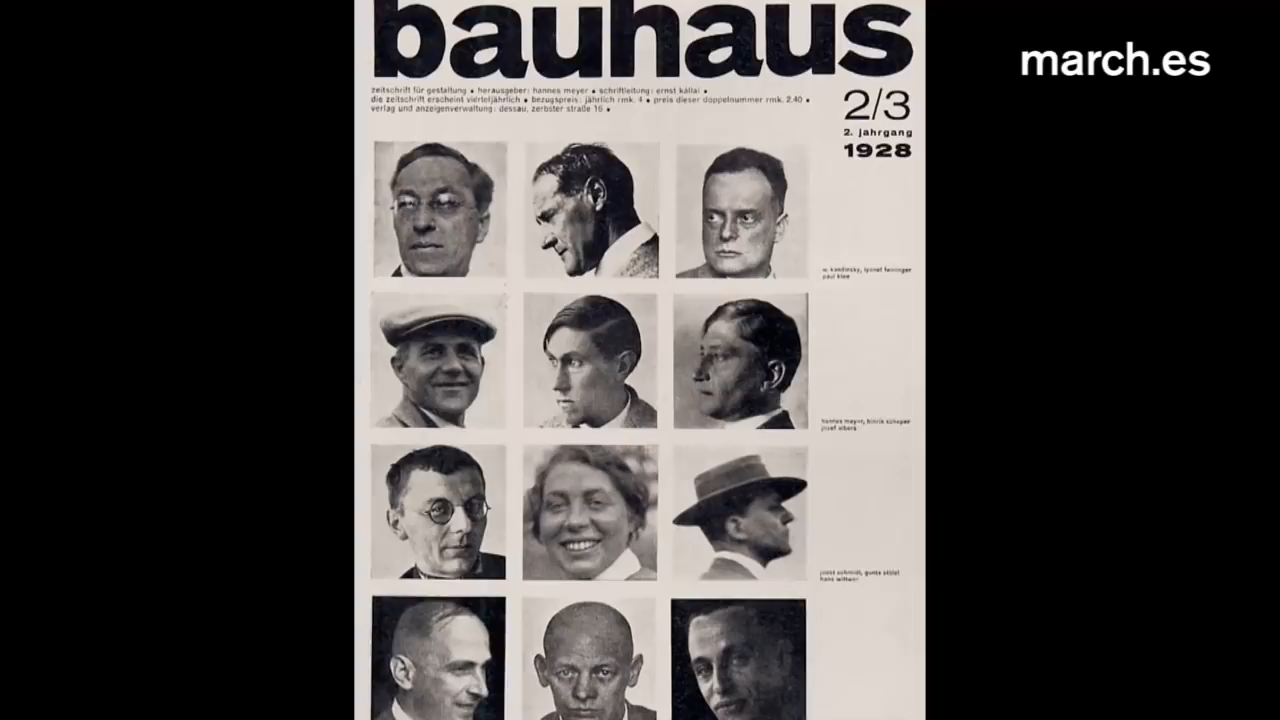 bauhaus
march.es
zeitschrift für gestaltung • herausgeber: hannes meyer • schriftleitung: ernst kállai •
die zeitschrift erscheint vierteljährlich • bezugspreis: jährlich rmk. 4 • preis dieser doppelnummer rmk. 2.40 •
verlag und anzeigenverwaltung: dessau, zerbster straße 16 •
2/3
2. jahrgang
1928
w. kandinsky, lyonel feininger
paul klee
hannes meyer, hinnerk scheper
josef albers
joost schmidt, gunta stölzl
hans wittwer